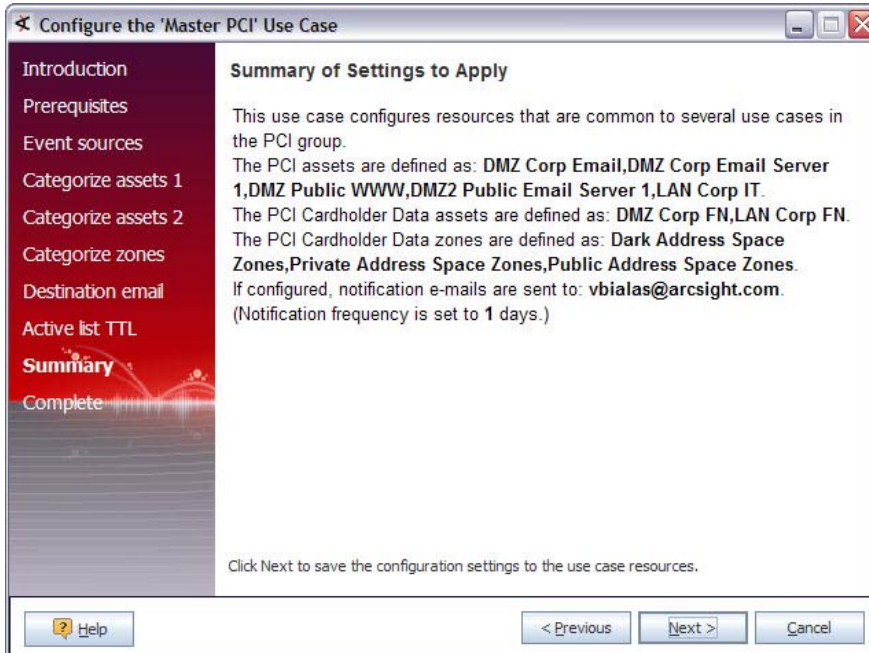 Configure the 'Master PCI' Use Case
Introduction
Prerequisites
Event sources
Categorize assets 1
Categorize assets 2
Categorize zones
Destination email
Active list TTL
Summary
Complete
Summary of Settings to Apply
This use case configures resources that are common to several use cases in
the PCI group.
The PCI assets are defined as: DMZ Corp Email,DMZ Corp Email Server
1,DMZ Public WWW,DMZ2 Public Email Server 1,LAN Corp IT.
The PCI Cardholder Data assets are defined as: DMZ Corp FN,LAN Corp FN.
The PCI Cardholder Data zones are defined as: Dark Address Space
Zones,Private Address Space Zones,Public Address Space Zones.
If configured, notification e-mails are sent to: vbialas@arcsight.com.
(Notification frequency is set to 1 days.)
Click Next to save the configuration settings to the use case resources.
Help
< Previous
Next >
Cancel